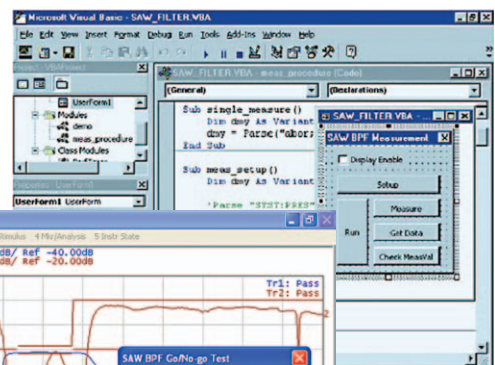 Microsoft Visual Basic - SAW_FILTER.VBA
File Edit View Insert Format Debug Run Tools Add-Ins Window Help
SAW_FILTER.VBA - meas_procedure (Code)
(General)
(Declarations)
UserForm1
Modules
demo
meas_procedure
Class Modules
UserForm1 UserForm
Sub single_measure()
Dim dmy As Variant
dmy = Parse("abor
End Sub
Sub meas_setup()
Dim dmy As Variant
SAW_FILTER.VBA -
SAW BPF Measurement
Display Enable
Setup
Run
Measure
Get Data
Check MeasVal
Stimulus 4 Mkr/Analysis 5 Instr State
dB/ Ref -40.00dB
dB/ Ref -20.00dB
Tr1: Pass
Tr2: Pass
2
SAW BPF Go/No-go Test